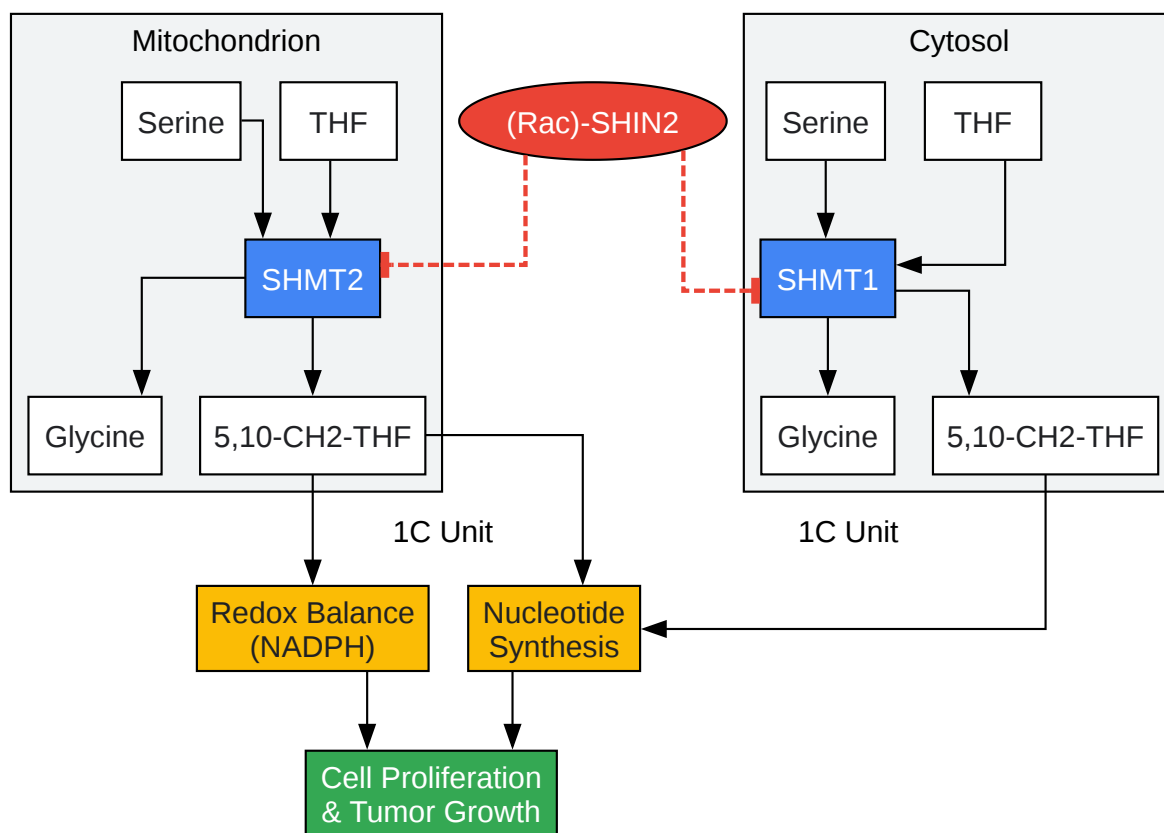 Mitochondrion
Cytosol
Serine
THF
(Rac)-SHIN2
Serine
THF
SHMT2
SHMT1
Glycine
5,10-CH2-THF
Glycine
5,10-CH2-THF
1C Unit
1C Unit
Redox Balance
(NADPH)
Nucleotide
Synthesis
Cell Proliferation
& Tumor Growth